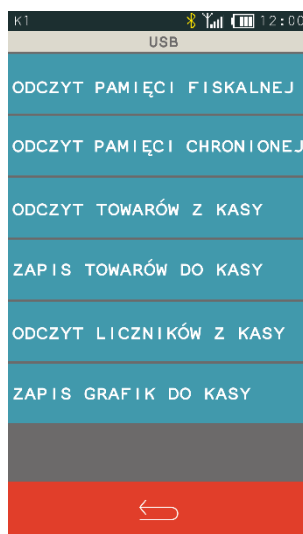 K1 12:00
USB
ODCZYT PAMIĘCI FISKALNEJ
ODCZYT PAMIĘCI CHRONIONEJ
ODCZYT TOWARÓW Z KASY
ZAPIS TOWARÓW DO KASY
ODCZYT LICZNIKÓW Z KASY
ZAPIS GRAFIK DO KASY